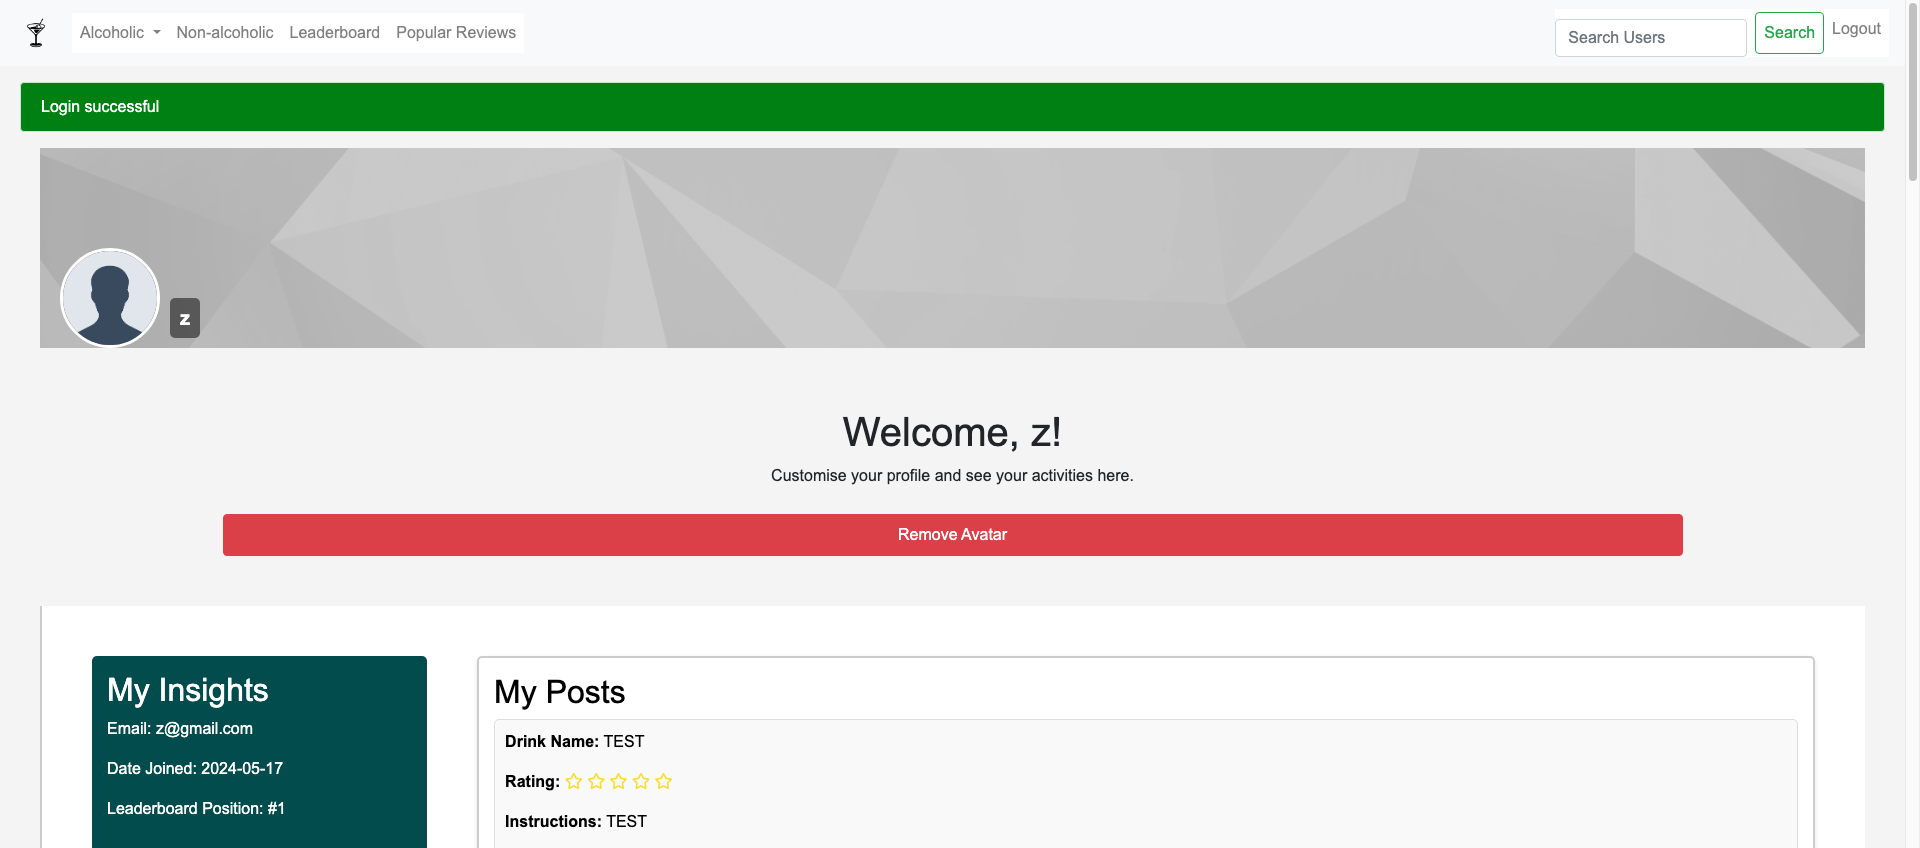 Alcoholic Non-alcoholic Leaderboard Popular Reviews Search Users Search Logout
Login successful
z
Welcome, z!
Customise your profile and see your activities here.
Remove Avatar
My Insights
Email: z@gmail.com
Date Joined: 2024-05-17
Leaderboard Position: #1
My Posts
Drink Name: TEST
Rating:
Instructions: TEST